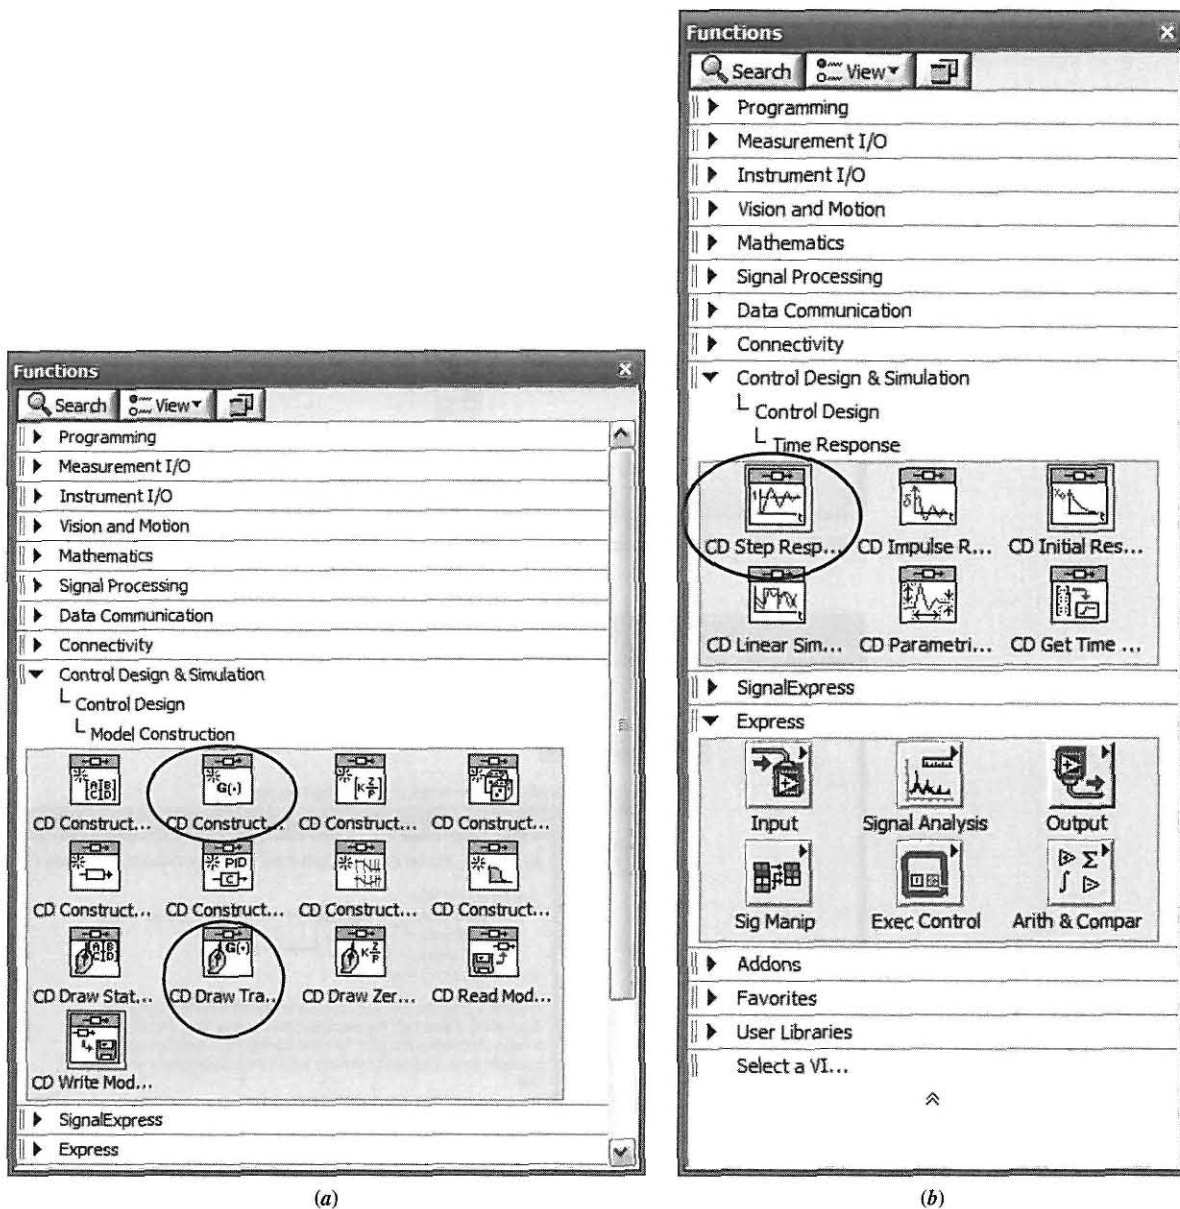 Functions
Search View
Programming
Measurement I/O
Instrument I/O
Vision and Motion
Mathematics
Signal Processing
Data Communication
Connectivity
Control Design & Simulation
Control Design
Model Construction
[A|B] [C|D] G(·) [K Z/P]
CD Construct... CD Construct... CD Construct... CD Construct...
PID
C
CD Construct... CD Construct... CD Construct... CD Construct...
A|B C|D G(·) K Z/P
CD Draw Stat... CD Draw Tra... CD Draw Zer... CD Read Mod...
CD Write Mod...
SignalExpress
Express
(a)
Functions
Search View
Programming
Measurement I/O
Instrument I/O
Vision and Motion
Mathematics
Signal Processing
Data Communication
Connectivity
Control Design & Simulation
Control Design
Time Response
1 t δ t X₀ t
CD Step Resp... CD Impulse R... CD Initial Res...
t
CD Linear Sim... CD Parametri... CD Get Time ...
SignalExpress
Express
Input Signal Analysis Output
Σ ∫
Sig Manip Exec Control Arith & Compar
Addons
Favorites
User Libraries
Select a VI...
(b)